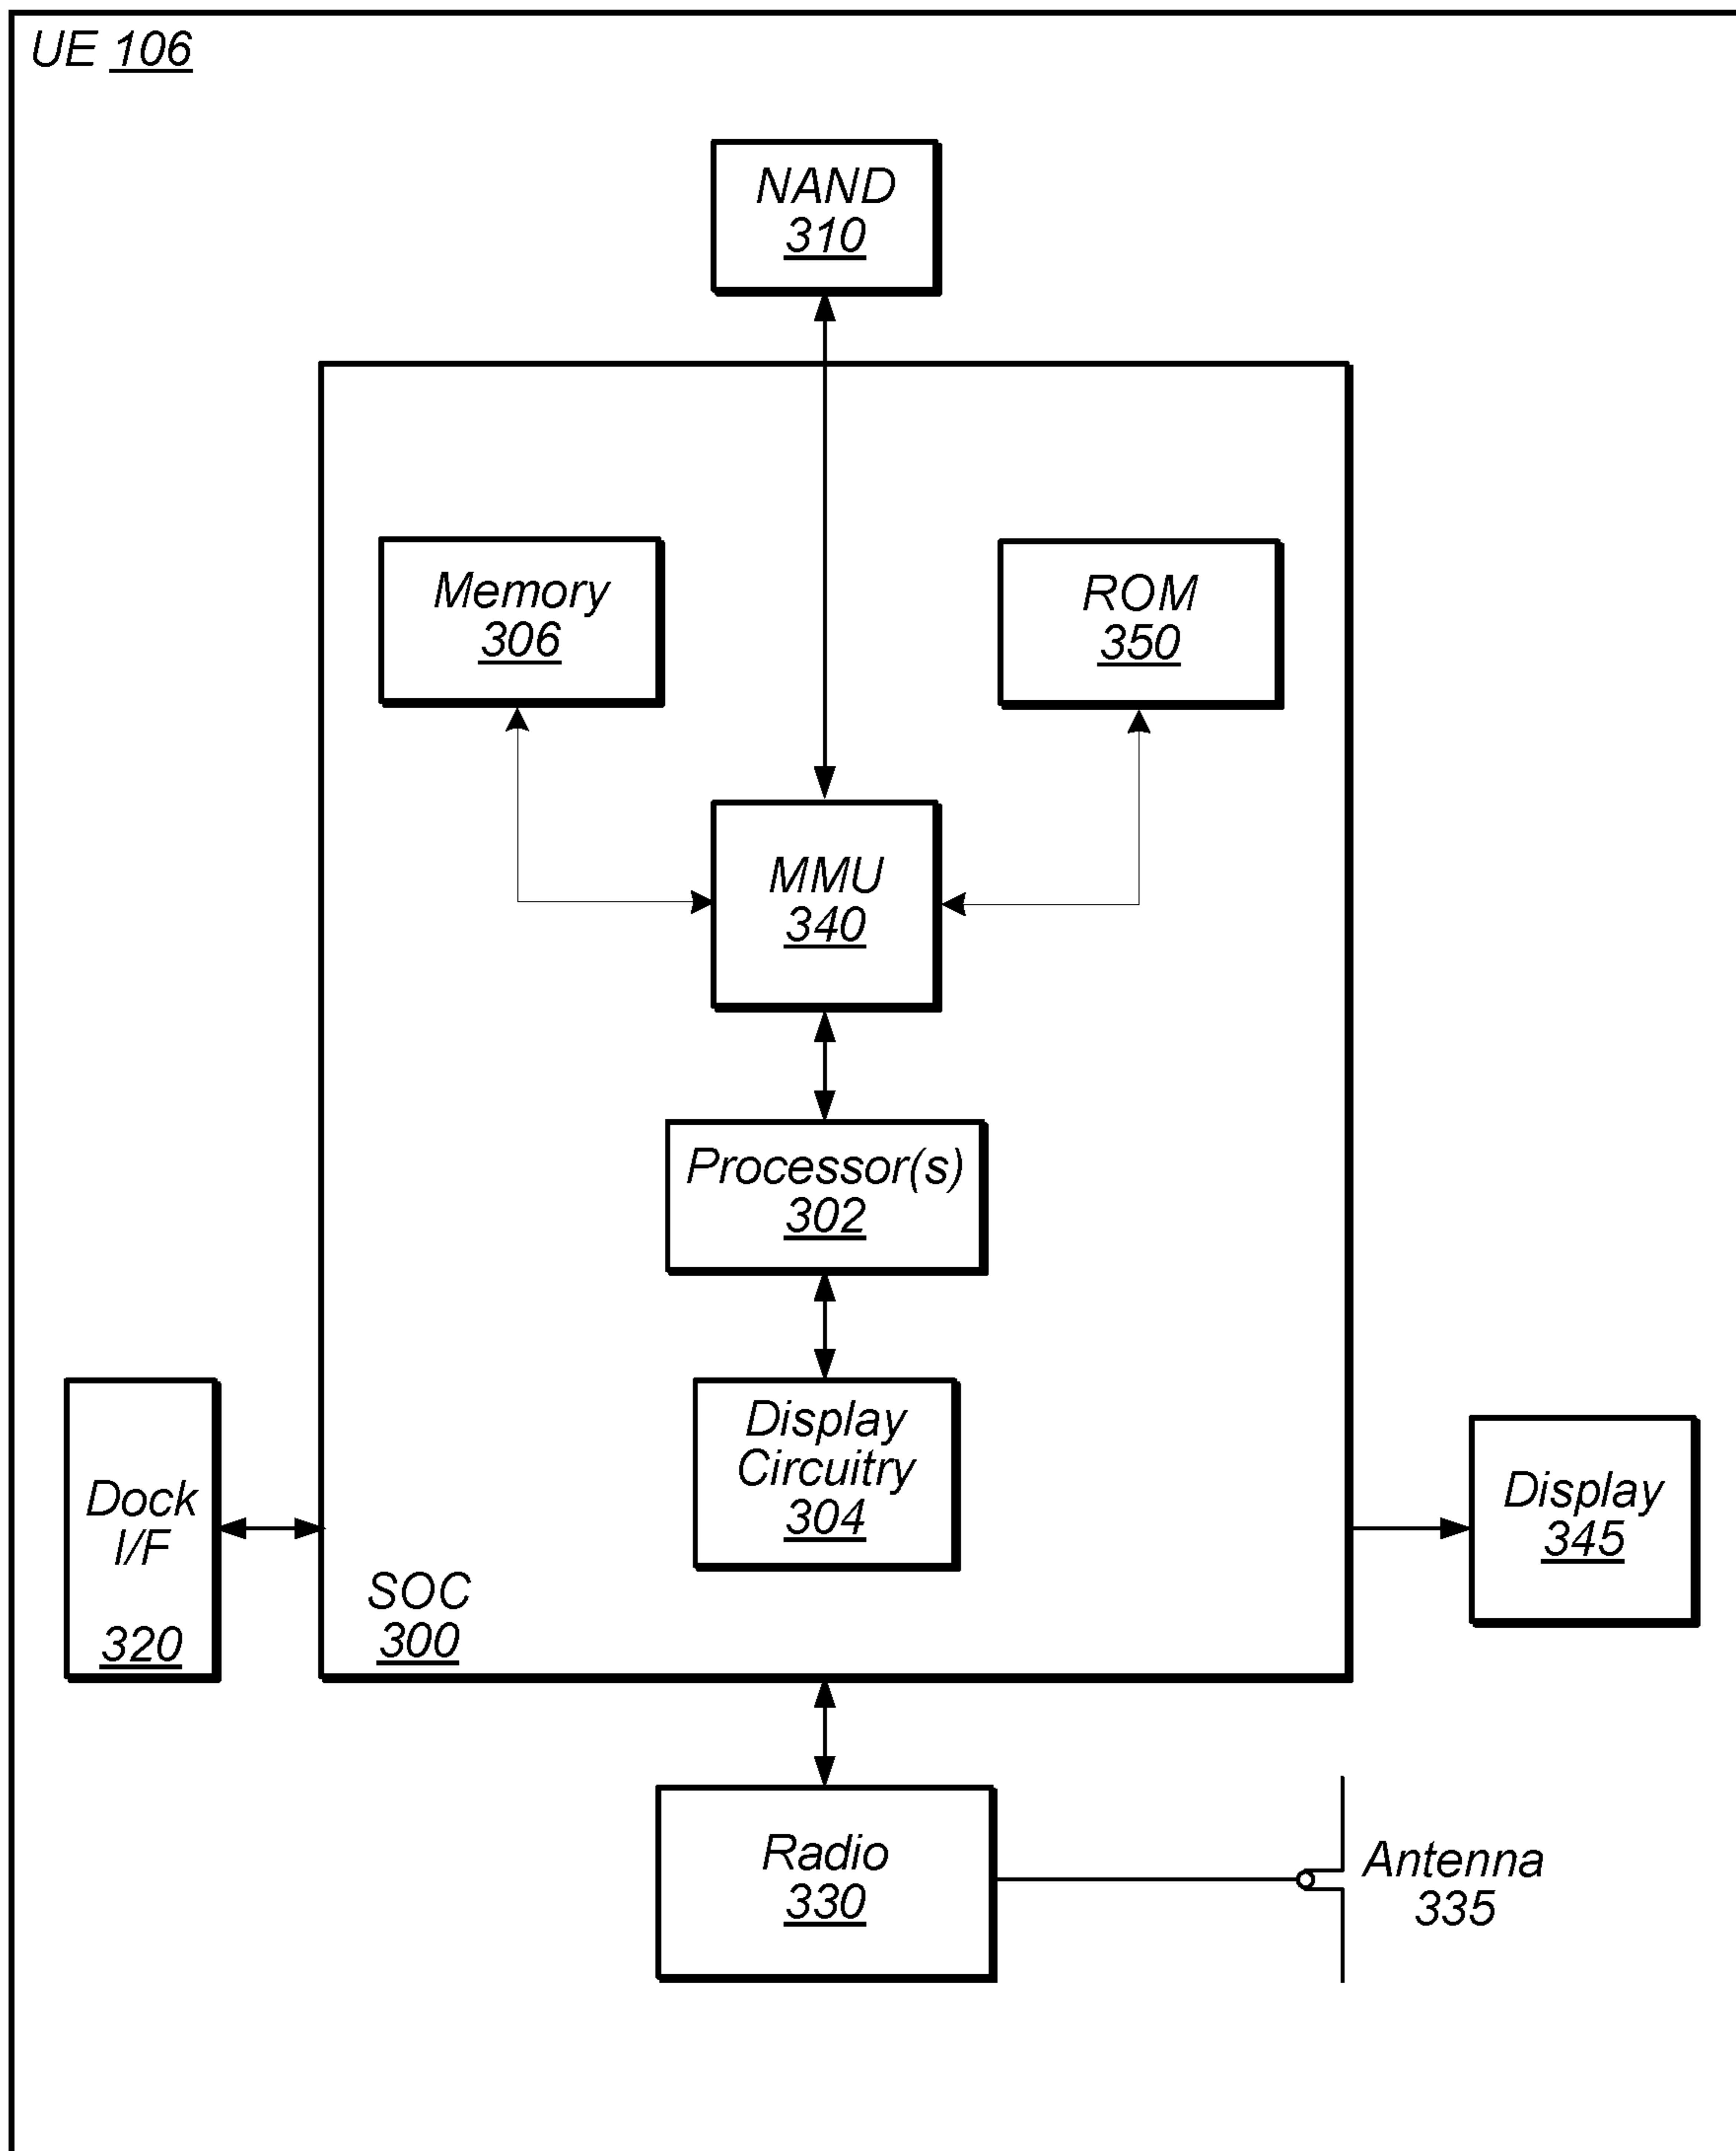 UE 106
NAND
310
Memory
306
ROM
350
MMU
340
Processor(s)
302
Display
Circuitry
304
Dock
I/F
320
SOC
300
Display
345
Radio
330
Antenna
335